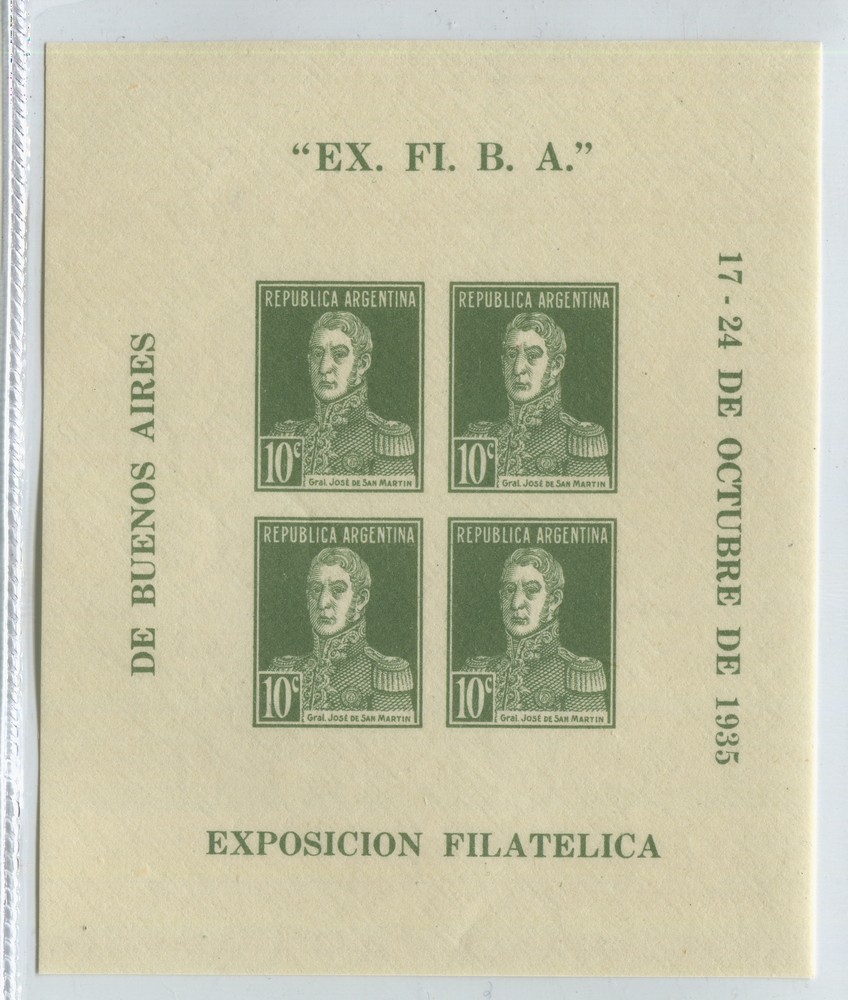 “EX. FI. B. A.”
17 - 24 DE OCTUBRE DE 1935
DE BUENOS AIRES
REPUBLICA ARGENTINA
10c
Gral. José de San Martin
REPUBLICA ARGENTINA
10c
Gral. José de San Martin
REPUBLICA ARGENTINA
10c
Gral. José de San Martin
REPUBLICA ARGENTINA
10c
Gral. José de San Martin
EXPOSICION FILATELICA